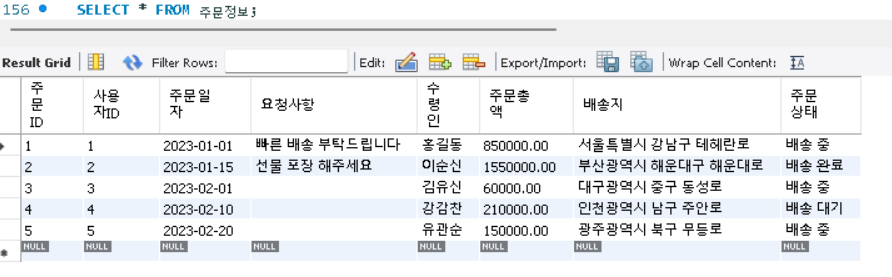 156 SELECT * FROM 주문정보;
Result Grid Filter Rows: Edit: Export/Import: Wrap Cell Content:
주문ID 사용자ID 주문일자 요청사항 수령인 주문총액 배송지 주문상태
1 1 2023-01-01 빠른 배송 부탁드립니다 홍길동 850000.00 서울특별시 강남구 테헤란로 배송 중
2 2 2023-01-15 선물 포장 해주세요 이순신 1550000.00 부산광역시 해운대구 해운대로 배송 완료
3 3 2023-02-01 김유신 60000.00 대구광역시 중구 동성로 배송 중
4 4 2023-02-10 강감찬 210000.00 인천광역시 남구 주안로 배송 대기
5 5 2023-02-20 유관순 150000.00 광주광역시 북구 무등로 배송 중
NULL NULL NULL NULL NULL NULL NULL NULL